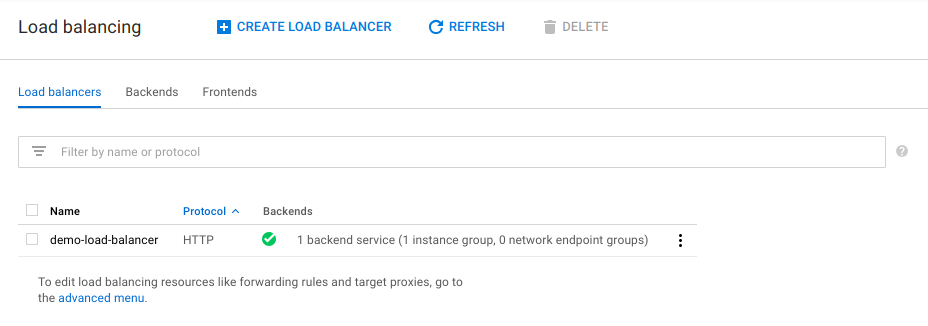 Load balancing
CREATE LOAD BALANCER
REFRESH
DELETE
Load balancers
Backends
Frontends
Filter by name or protocol
Name
Protocol
Backends
demo-load-balancer
HTTP
1 backend service (1 instance group, 0 network endpoint groups)
To edit load balancing resources like forwarding rules and target proxies, go to
the advanced menu.